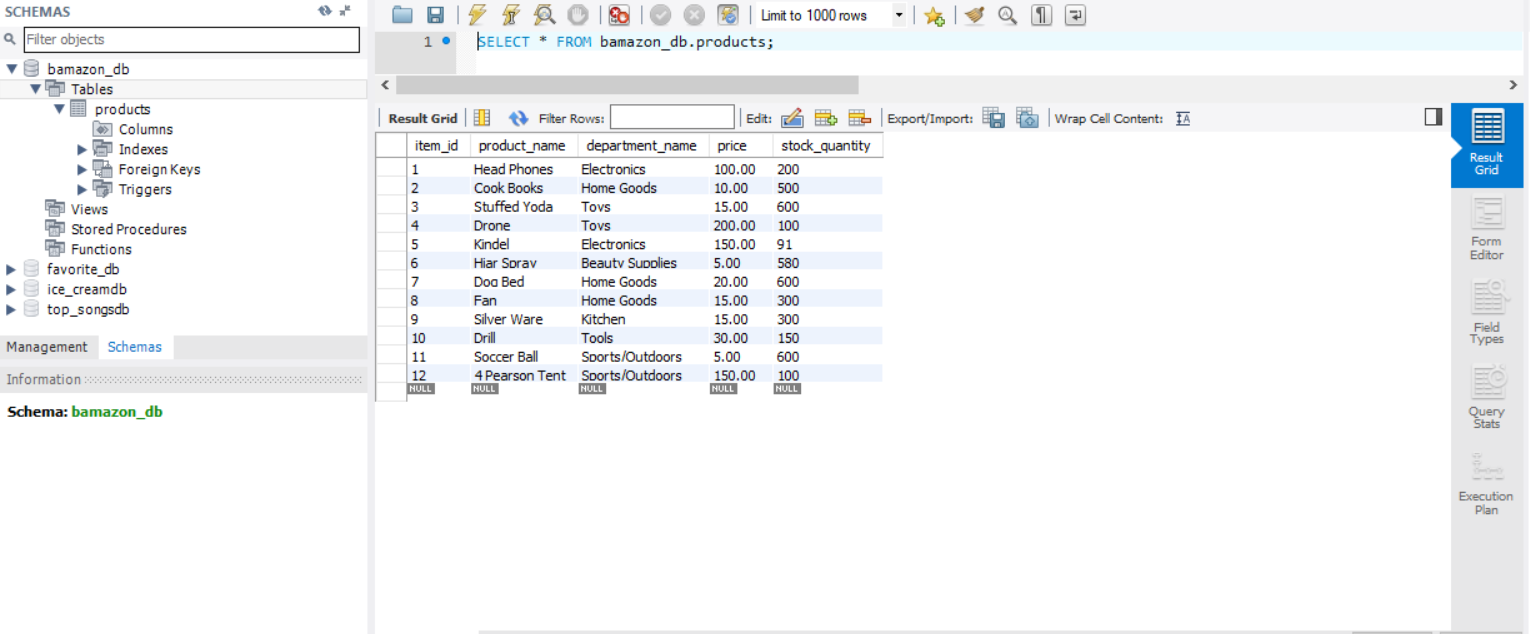 SCHEMAS
Filter objects
bamazon_db
Tables
products
Columns
Indexes
Foreign Keys
Triggers
Views
Stored Procedures
Functions
favorite_db
ice_creamdb
top_songsdb
Management Schemas
Information
Schema: bamazon_db
Limit to 1000 rows
1 SELECT * FROM bamazon_db.products;
Result Grid Filter Rows: Edit: Export/Import: Wrap Cell Content:
item_id product_name department_name price stock_quantity
1 Head Phones Electronics 100.00 200
2 Cook Books Home Goods 10.00 500
3 Stuffed Yoda Toys 15.00 600
4 Drone Toys 200.00 100
5 Kindel Electronics 150.00 91
6 Hiar Spray Beauty Supplies 5.00 580
7 Dog Bed Home Goods 20.00 600
8 Fan Home Goods 15.00 300
9 Silver Ware Kitchen 15.00 300
10 Drill Tools 30.00 150
11 Soccer Ball Sports/Outdoors 5.00 600
12 4 Pearson Tent Sports/Outdoors 150.00 100
NULL NULL NULL NULL NULL
Result
Grid
Form
Editor
Field
Types
Query
Stats
Execution
Plan